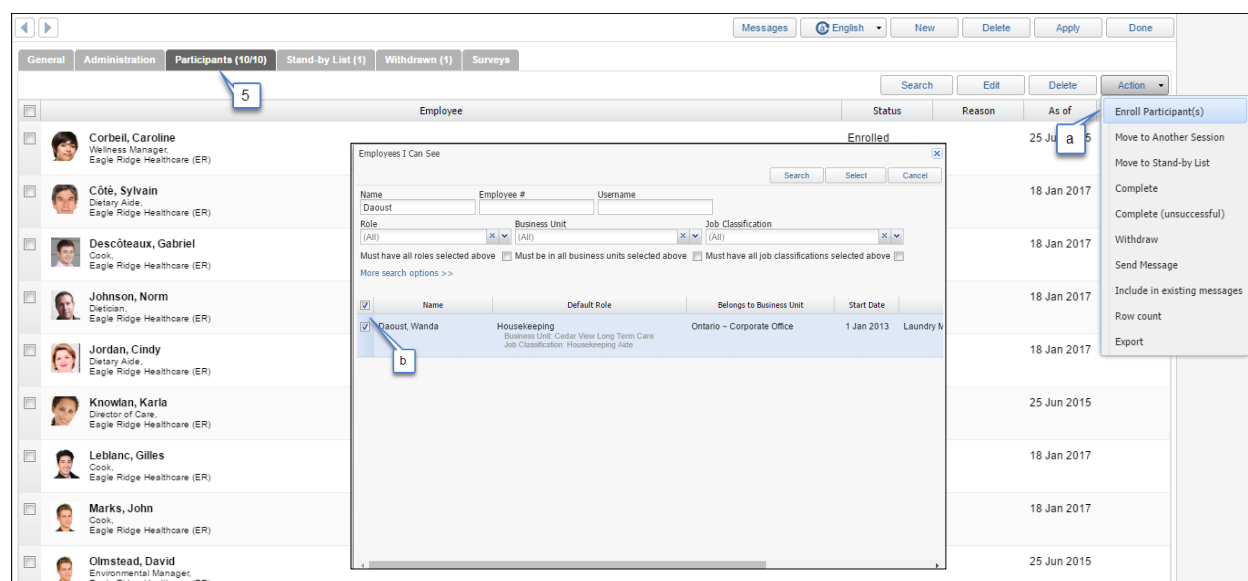 Messages English New Delete Apply Done
General Administration Participants (10/10) Stand-by List (1) Withdrawn (1) Surveys
5
Search Edit Delete Action
Employee Status Reason As of
Enroll Participant(s)
a
Move to Another Session
Move to Stand-by List
Complete
Complete (unsuccessful)
Withdraw
Send Message
Include in existing messages
Row count
Export
Corbeil, Caroline Enrolled
Wellness Manager,
Eagle Ridge Healthcare (ER)
Côté, Sylvain 18 Jan 2017
Dietary Aide,
Eagle Ridge Healthcare (ER)
Descôteaux, Gabriel 18 Jan 2017
Cook,
Eagle Ridge Healthcare (ER)
Johnson, Norm 18 Jan 2017
Dietician,
Eagle Ridge Healthcare (ER)
Jordan, Cindy 18 Jan 2017
Dietary Aide,
Eagle Ridge Healthcare (ER)
Knowlan, Karla 25 Jun 2015
Director of Care,
Eagle Ridge Healthcare (ER)
Leblanc, Gilles 18 Jan 2017
Cook,
Eagle Ridge Healthcare (ER)
Marks, John 18 Jan 2017
Cook,
Eagle Ridge Healthcare (ER)
Olmstead, David 25 Jun 2015
Environmental Manager,
Employees I Can See
Search Select Cancel
Name Employee # Username
Daoust
Role Business Unit Job Classification
(All) (All) (All)
Must have all roles selected above Must be in all business units selected above Must have all job classifications selected above
More search options >>
Name Default Role Belongs to Business Unit Start Date
Daoust, Wanda Housekeeping Ontario ~ Corporate Office 1 Jan 2013 Laundry M
Business Unit: Cedar View Long Term Care
Job Classification: Housekeeping Aide
b